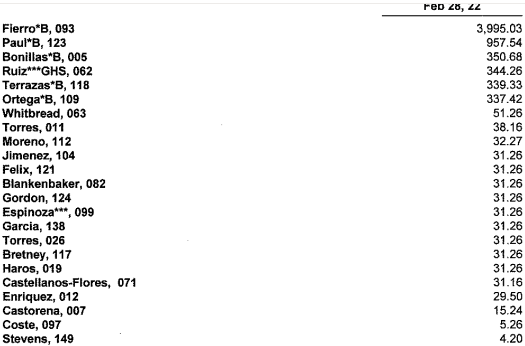 Feb 28, 22
Fierro*B, 093 3,995.03
Paul*B, 123 957.54
Bonillas*B, 005 350.68
Ruiz***GHS, 062 344.26
Terrazas*B, 118 339.33
Ortega*B, 109 337.42
Whitbread, 063 51.26
Torres, 011 38.16
Moreno, 112 32.27
Jimenez, 104 31.26
Felix, 121 31.26
Blankenbaker, 082 31.26
Gordon, 124 31.26
Espinoza***, 099 31.26
Garcia, 138 31.26
Torres, 026 31.26
Bretney, 117 31.26
Haros, 019 31.26
Castellanos-Flores, 071 31.16
Enriquez, 012 29.50
Castorena, 007 15.24
Coste, 097 5.26
Stevens, 149 4.20